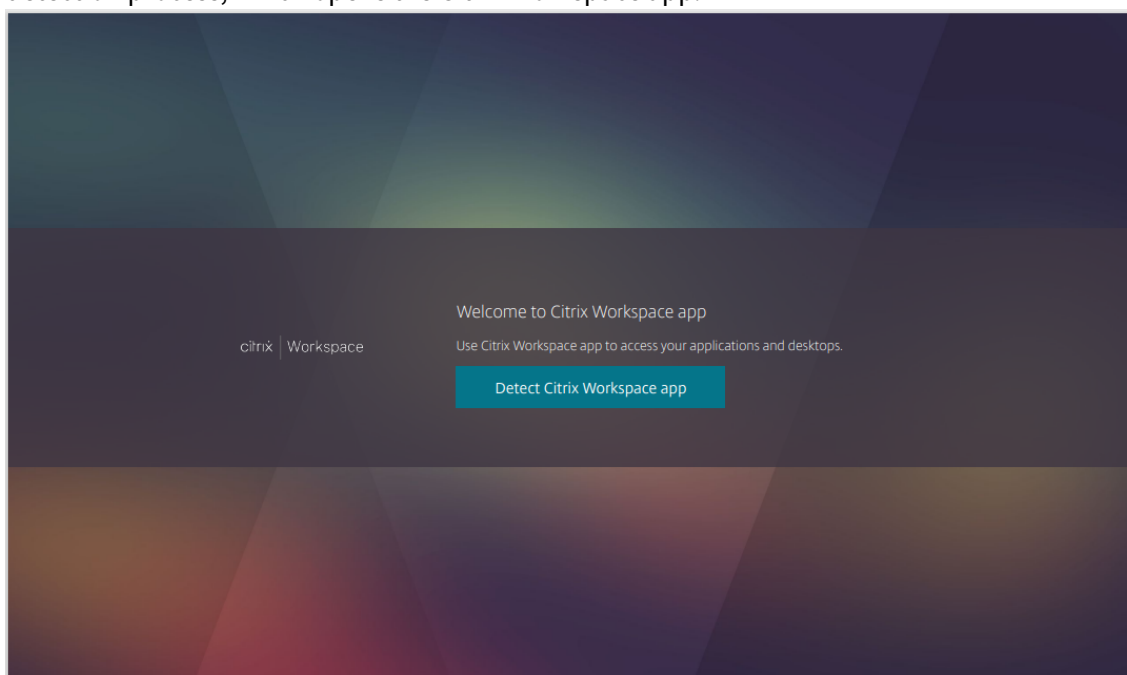 Welcome to Citrix Workspace app
citrix | Workspace
Use Citrix Workspace app to access your applications and desktops.
Detect Citrix Workspace app